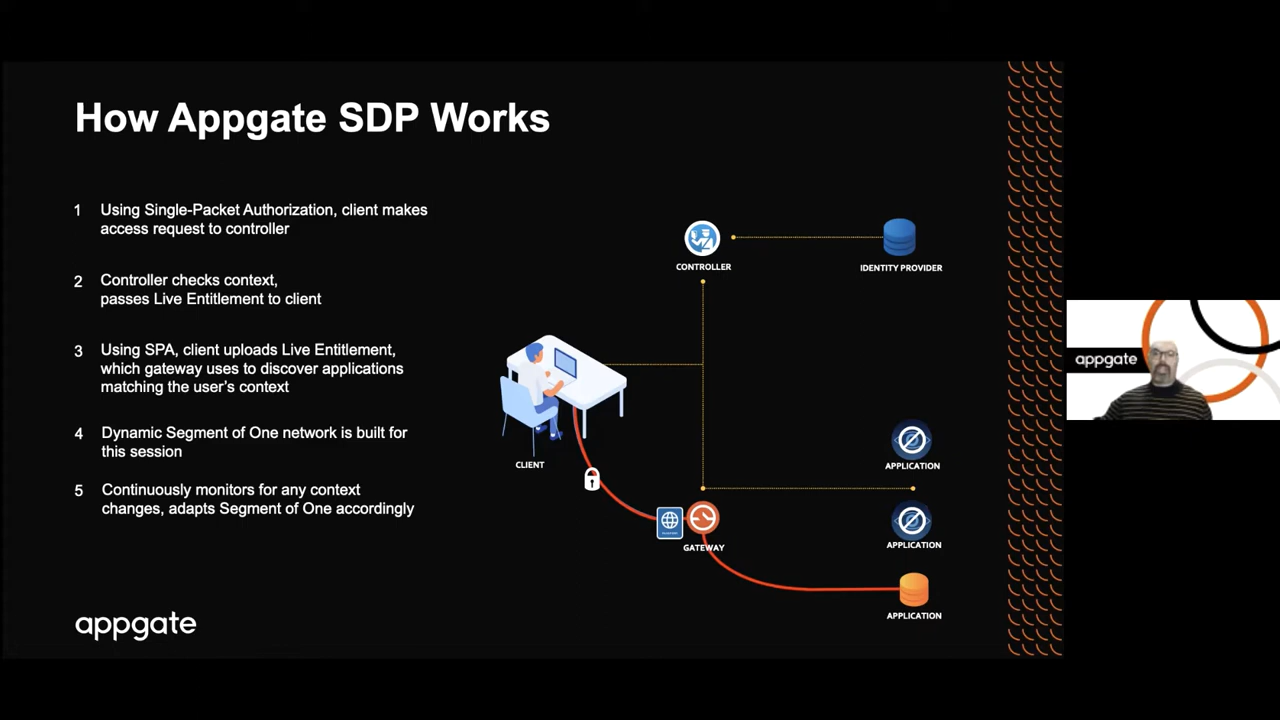 How Appgate SDP Works
1 Using Single-Packet Authorization, client makes
access request to controller
2 Controller checks context,
passes Live Entitlement to client
3 Using SPA, client uploads Live Entitlement,
which gateway uses to discover applications
matching the user's context
4 Dynamic Segment of One network is built for
this session
5 Continuously monitors for any context
changes, adapts Segment of One accordingly
CONTROLLER
IDENTITY PROVIDER
CLIENT
APPLICATION
GATEWAY
APPLICATION
APPLICATION
appgate
appgate